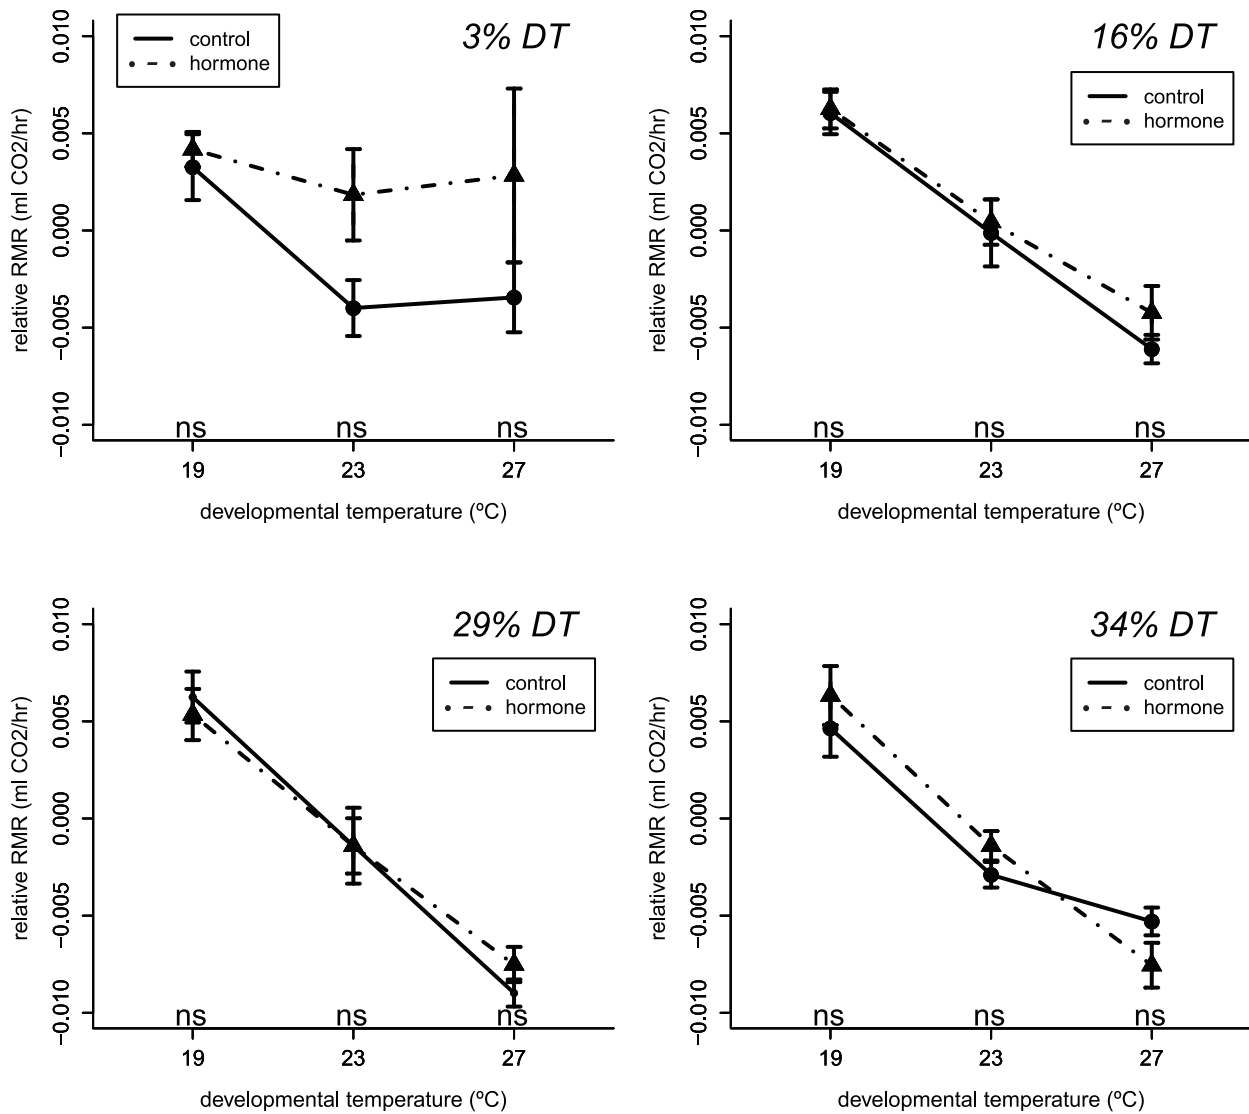 3% DT
control
hormone
relative RMR (ml CO2/hr)
0.010
0.005
0.000
−0.005
−0.010
ns ns ns
19 23 27
developmental temperature (ºC)
16% DT
control
hormone
relative RMR (ml CO2/hr)
0.010
0.005
0.000
−0.005
−0.010
ns ns ns
19 23 27
developmental temperature (ºC)
29% DT
control
hormone
relative RMR (ml CO2/hr)
0.010
0.005
0.000
−0.005
−0.010
ns ns ns
19 23 27
developmental temperature (ºC)
34% DT
control
hormone
relative RMR (ml CO2/hr)
0.010
0.005
0.000
−0.005
−0.010
ns ns ns
19 23 27
developmental temperature (ºC)